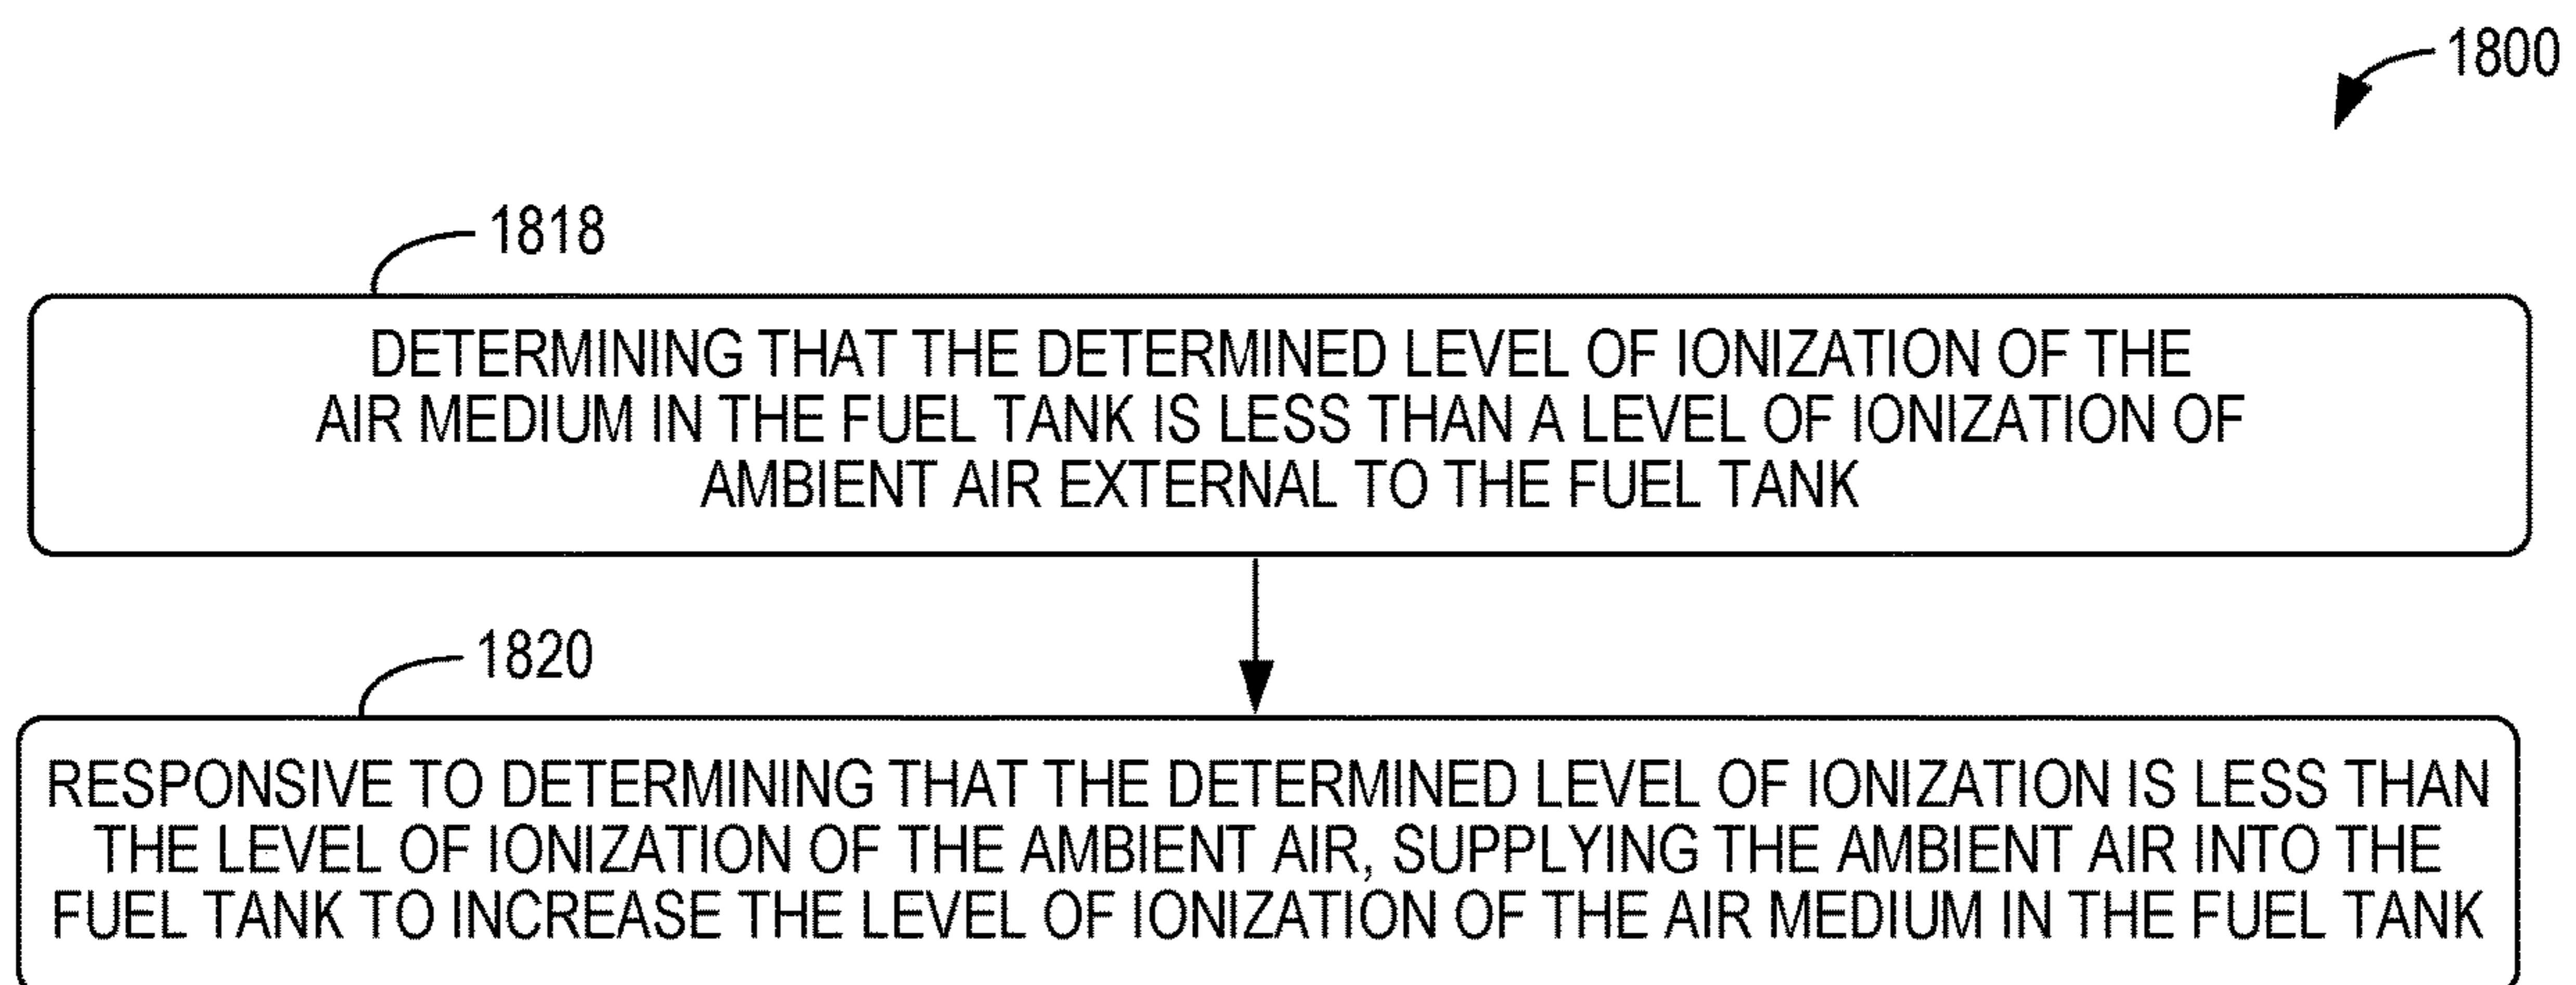 1800
1818
DETERMINING THAT THE DETERMINED LEVEL OF IONIZATION OF THE
AIR MEDIUM IN THE FUEL TANK IS LESS THAN A LEVEL OF IONIZATION OF
AMBIENT AIR EXTERNAL TO THE FUEL TANK
1820
RESPONSIVE TO DETERMINING THAT THE DETERMINED LEVEL OF IONIZATION IS LESS THAN
THE LEVEL OF IONIZATION OF THE AMBIENT AIR, SUPPLYING THE AMBIENT AIR INTO THE
FUEL TANK TO INCREASE THE LEVEL OF IONIZATION OF THE AIR MEDIUM IN THE FUEL TANK